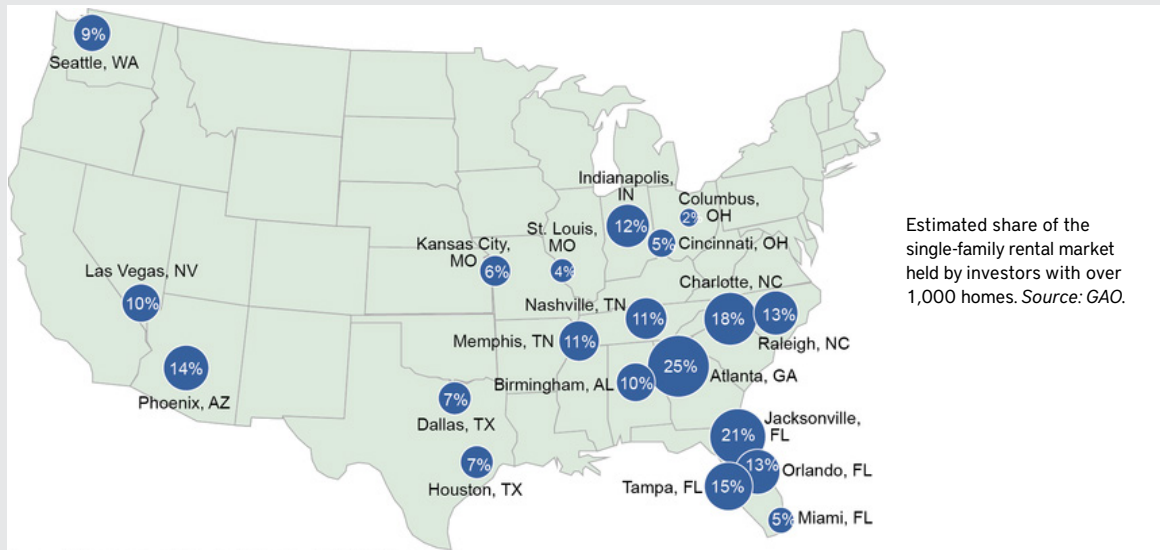 9%
Seattle, WA
Indianapolis,
IN
12%
Columbus,
OH
2%
St. Louis,
MO
4%
5%
Cincinnati, OH
Kansas City,
MO
6%
Las Vegas, NV
10%
Charlotte, NC
18%
13%
Raleigh, NC
Nashville, TN
11%
Memphis, TN
11%
14%
Phoenix, AZ
25%
Atlanta, GA
Birmingham, AL
10%
7%
Dallas, TX
Jacksonville,
FL
21%
7%
Houston, TX
13%
Orlando, FL
Tampa, FL
15%
5%
Miami, FL
Estimated share of the
single-family rental market
held by investors with over
1,000 homes. Source: GAO.